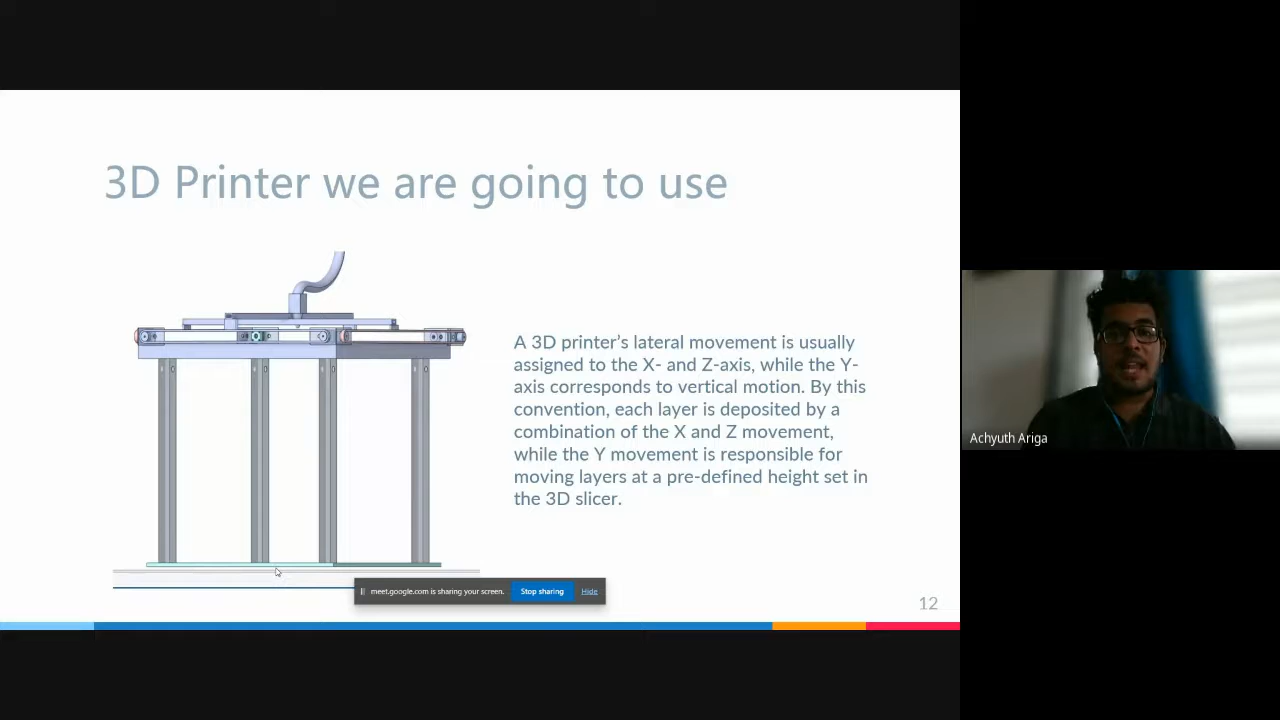 3D Printer we are going to use
A 3D printer’s lateral movement is usually
assigned to the X- and Z-axis, while the Y-
axis corresponds to vertical motion. By this
convention, each layer is deposited by a
combination of the X and Z movement,
while the Y movement is responsible for
moving layers at a pre-defined height set in
the 3D slicer.
meet.google.com is sharing your screen.
Stop sharing
Hide
12
Achyuth Ariga